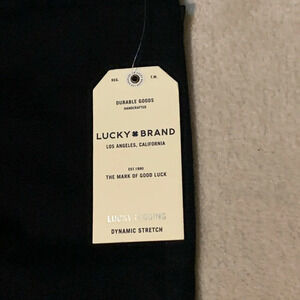 REG. T.M.
DURABLE GOODS
HANDCRAFTED
LUCKY BRAND
LOS ANGELES, CALIFORNIA
EST 1990
THE MARK OF GOOD LUCK
LUCKY LEGGING
DYNAMIC STRETCH